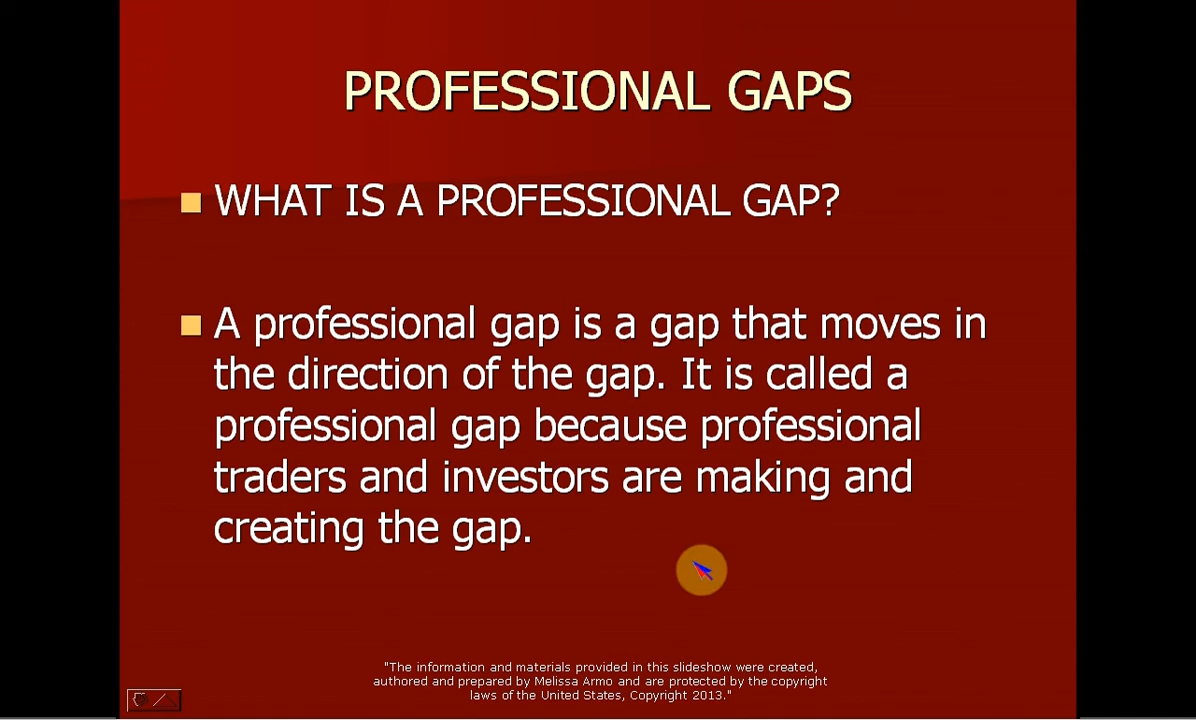 PROFESSIONAL GAPS
WHAT IS A PROFESSIONAL GAP?
A professional gap is a gap that moves in
the direction of the gap. It is called a
professional gap because professional
traders and investors are making and
creating the gap.
"The information and materials provided in this slideshow were created,
authored and prepared by Melissa Armo and are protected by the copyright
laws of the United States, Copyright 2013."